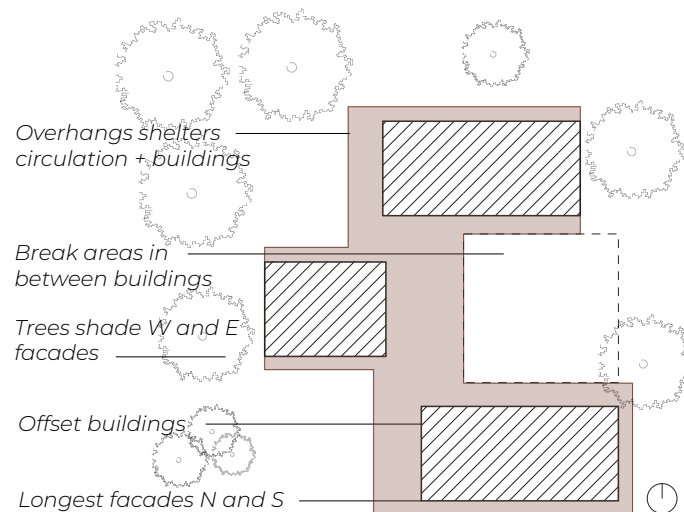 Overhangs shelters
circulation + buildings
Break areas in
between buildings
Trees shade W and E
facades
Offset buildings
Longest facades N and S